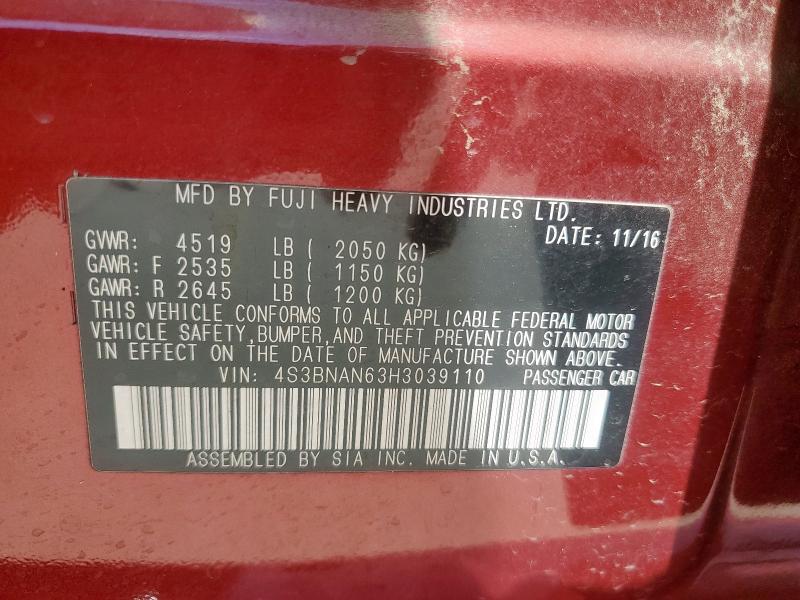 MFD BY FUJI HEAVY INDUSTRIES LTD.
DATE: 11/16
GVWR: 4519 LB ( 2050 KG)
GAWR: F 2535 LB ( 1150 KG)
GAWR: R 2645 LB ( 1200 KG)
THIS VEHICLE CONFORMS TO ALL APPLICABLE FEDERAL MOTOR
VEHICLE SAFETY, BUMPER, AND THEFT PREVENTION STANDARDS
IN EFFECT ON THE DATE OF MANUFACTURE SHOWN ABOVE.
VIN: 4S3BNAN63H3039110 PASSENGER CAR
ASSEMBLED BY SIA INC. MADE IN U.S.A.